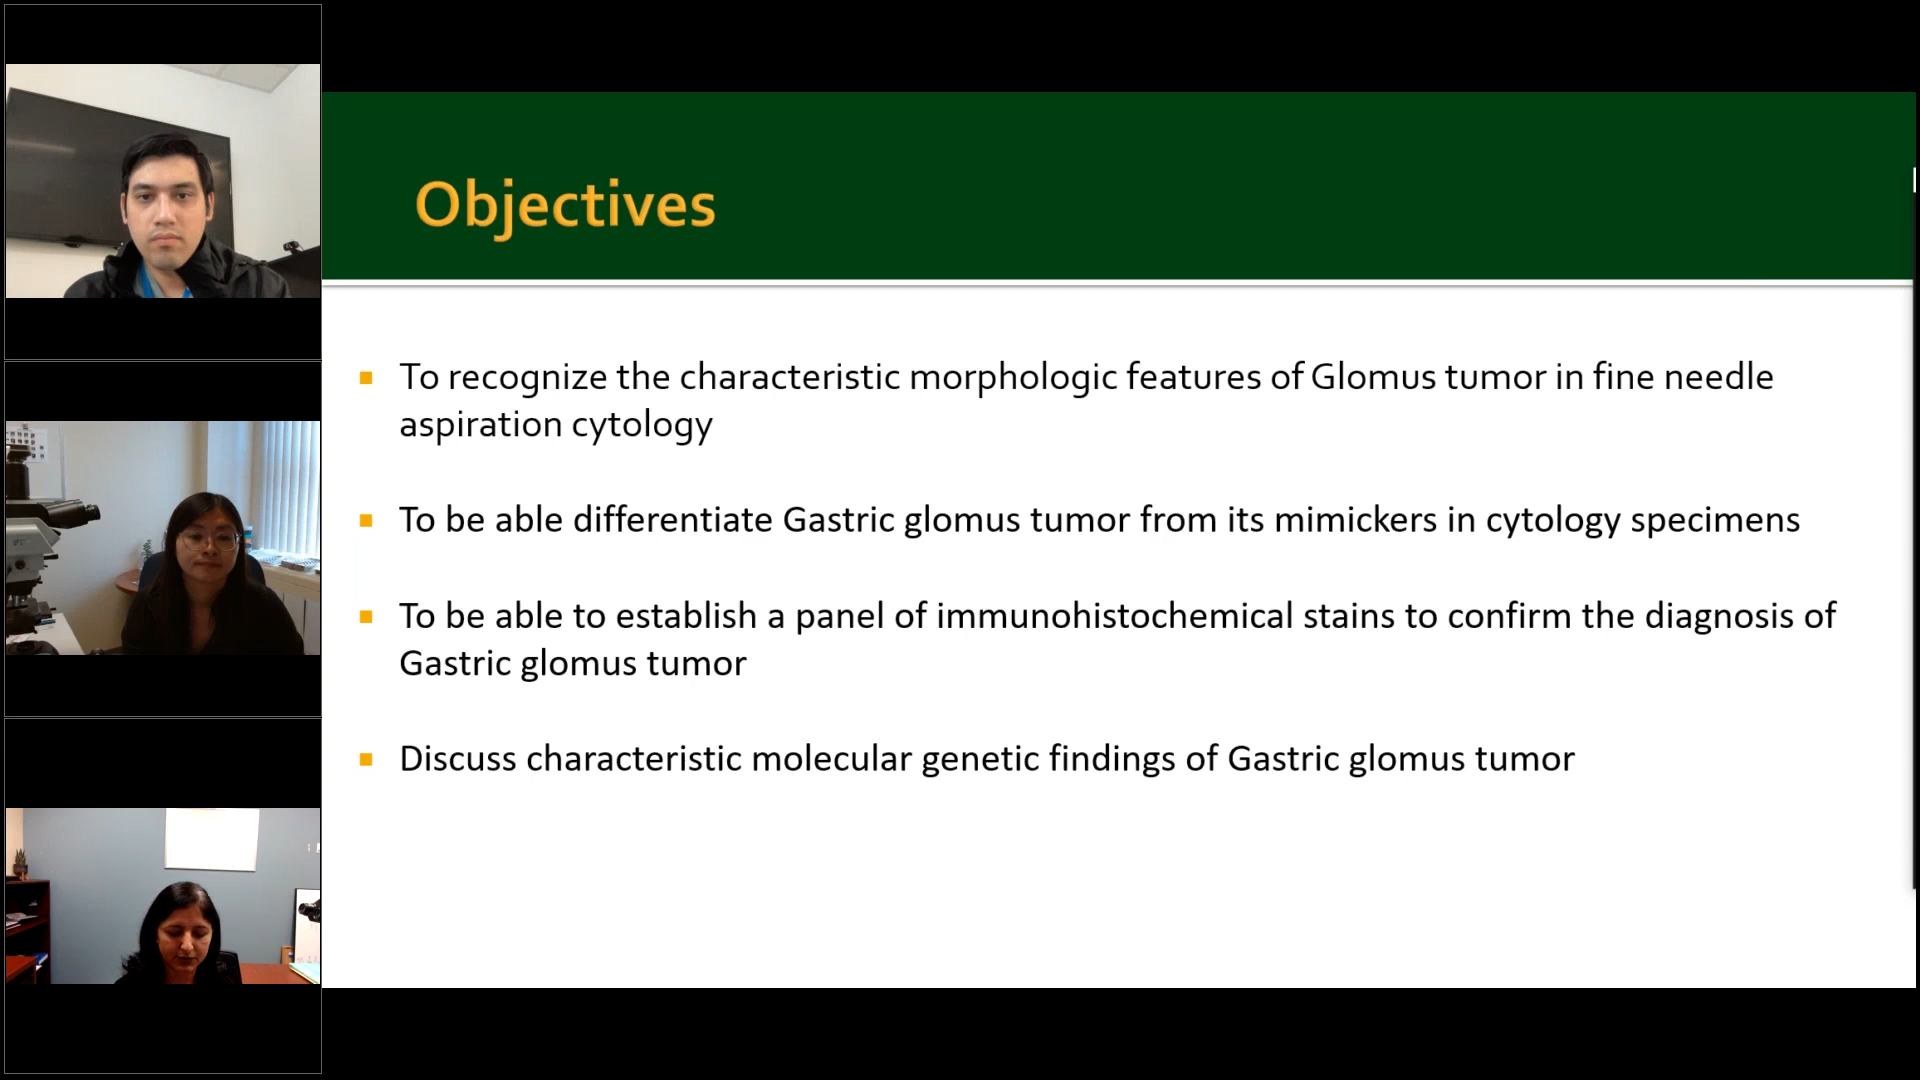 Objectives
To recognize the characteristic morphologic features of Glomus tumor in fine needle
aspiration cytology
To be able differentiate Gastric glomus tumor from its mimickers in cytology specimens
To be able to establish a panel of immunohistochemical stains to confirm the diagnosis of
Gastric glomus tumor
Discuss characteristic molecular genetic findings of Gastric glomus tumor